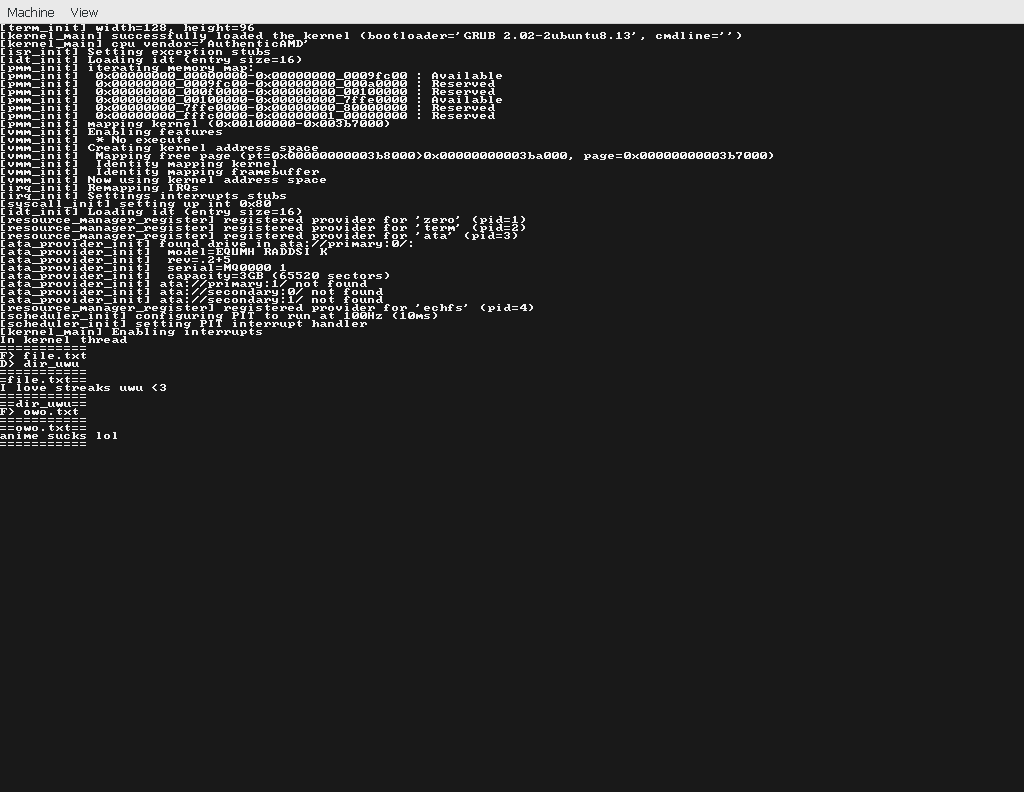 Machine View
[term_init] width=128, height=96
[kernel_main] successfully loaded the kernel (bootloader='GRUB 2.02-2ubuntu8.13', cmdline='')
[kernel_main] cpu vendor='AuthenticAMD'
[isr_init] Setting exception stubs
[idt_init] Loading idt (entry size=16)
[pmm_init] iterating memory map:
[pmm_init]  0x00000000_00000000-0x00000000_0009fc00 : Available
[pmm_init]  0x00000000_0009fc00-0x00000000_000a0000 : Reserved
[pmm_init]  0x00000000_000f0000-0x00000000_00100000 : Reserved
[pmm_init]  0x00000000_00100000-0x00000000_7ffe0000 : Available
[pmm_init]  0x00000000_7ffe0000-0x00000000_80000000 : Reserved
[pmm_init]  0x00000000_fffc0000-0x00000001_00000000 : Reserved
[pmm_init] mapping kernel (0x00100000-0x003b7000)
[vmm_init] Enabling features
[vmm_init]  * No execute
[vmm_init] Creating kernel address space
[vmm_init]  Mapping free page (pt=0x00000000003b8000)0x00000000003ba000, page=0x00000000003b7000)
[vmm_init]  Identity mapping kernel
[vmm_init]  Identity mapping framebuffer
[vmm_init] Now using kernel address space
[irq_init] Remapping IRQs
[irq_init] Settings interrupts stubs
[syscall_init] setting up int 0x80
[idt_init] Loading idt (entry size=16)
[resource_manager_register] registered provider for 'zero' (pid=1)
[resource_manager_register] registered provider for 'term' (pid=2)
[resource_manager_register] registered provider for 'ata' (pid=3)
[ata_provider_init] found drive in ata://primary:0/:
[ata_provider_init]  model=EQUMH RADDSI K
[ata_provider_init]  rev=.2+5
[ata_provider_init]  serial=MQ0000 1
[ata_provider_init]  capacity=3GB (65520 sectors)
[ata_provider_init] ata://primary:1/ not found
[ata_provider_init] ata://secondary:0/ not found
[ata_provider_init] ata://secondary:1/ not found
[resource_manager_register] registered provider for 'echfs' (pid=4)
[scheduler_init] configuring PIT to run at 100Hz (10ms)
[scheduler_init] setting PIT interrupt handler
[kernel_main] Enabling interrupts
In kernel thread
===========
F> file.txt
D> dir_uwu
===========
=file.txt==
I love streaks uwu <3
===========
==dir_uwu==
F> owo.txt
===========
==owo.txt==
anime sucks lol
===========